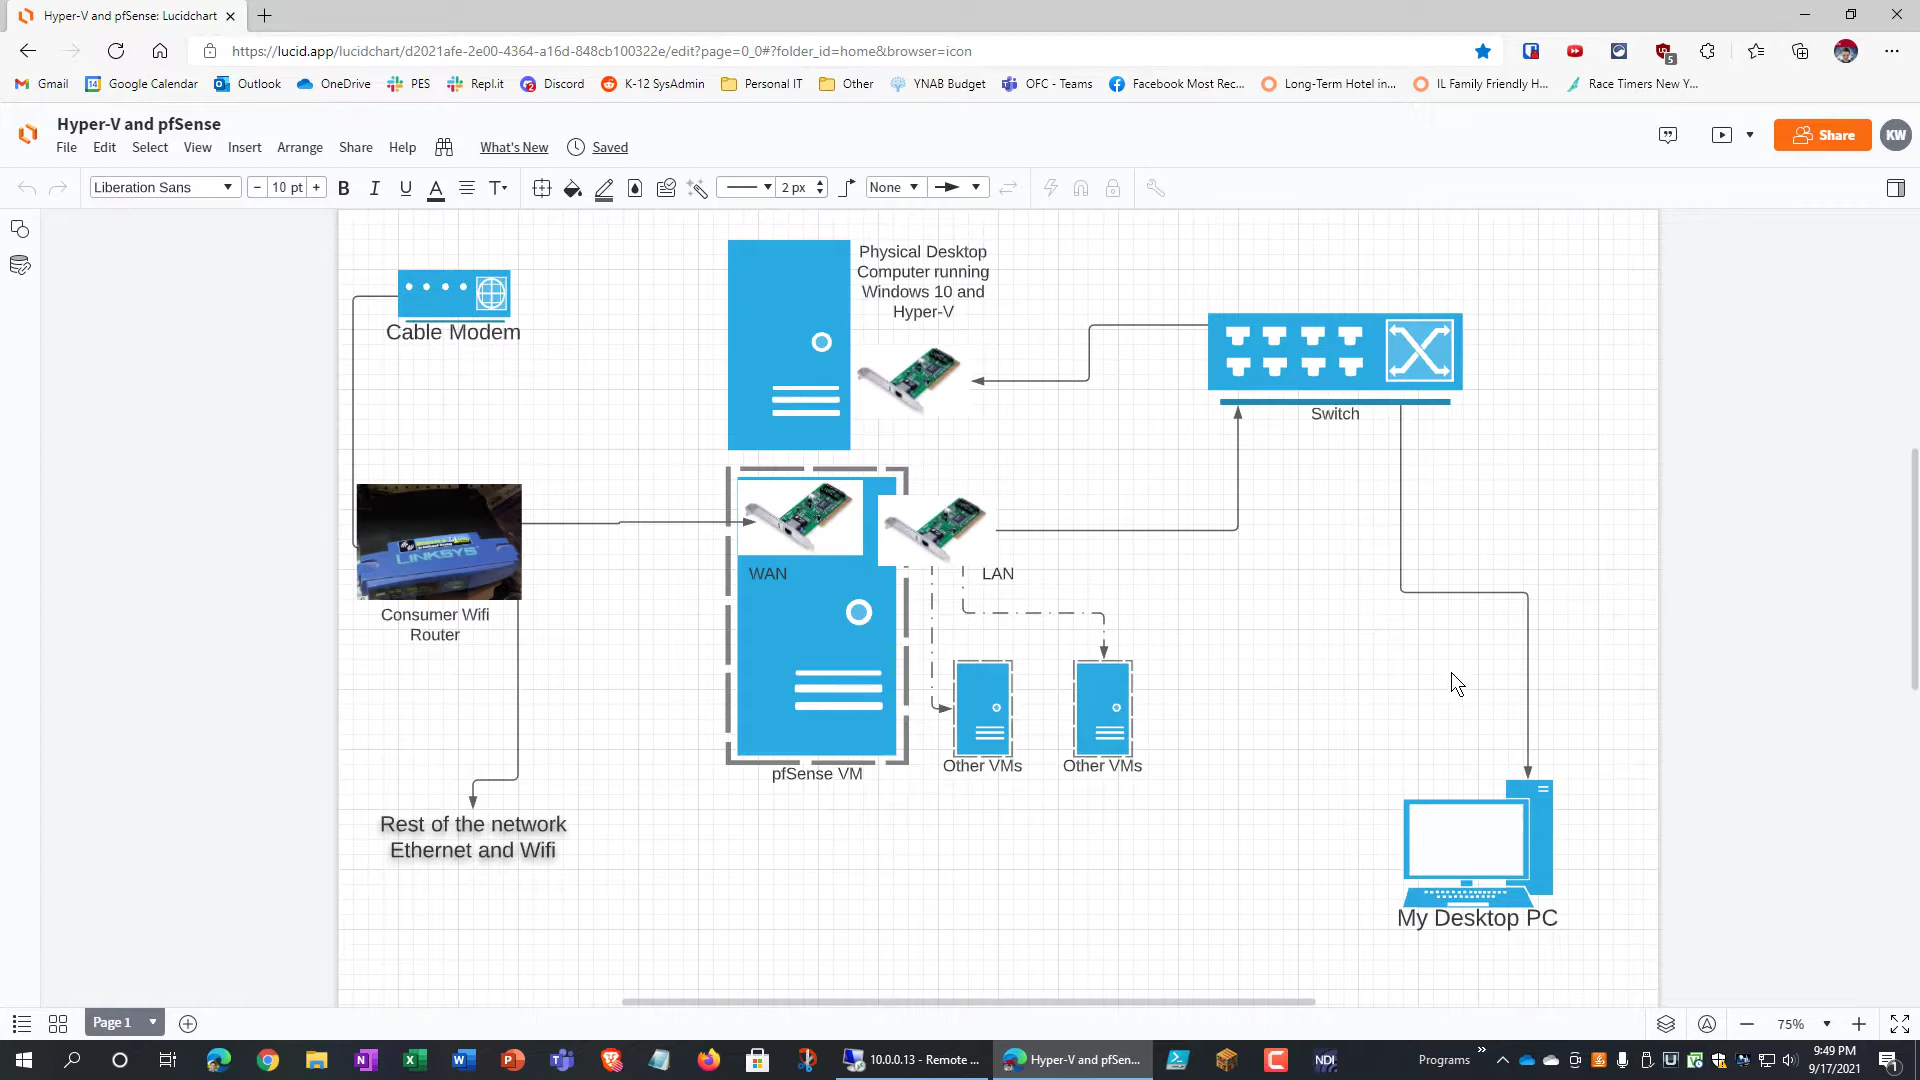 Hyper-V and pfSense: Lucidchart
https://lucid.app/lucidchart/d2021afe-2e00-4364-a16d-848cb100322e/edit?page=0_0#?folder_id=home&browser=icon
5
Gmail
14
Google Calendar
Outlook
OneDrive
PES
Repl.it
Discord
K-12 SysAdmin
Personal IT
Other
YNAB Budget
OFC - Teams
Facebook Most Rec...
Long-Term Hotel in...
IL Family Friendly H...
Race Timers New Y...
Hyper-V and pfSense
File Edit Select View Insert Arrange Share Help What's New Saved
Share
KW
Liberation Sans
10 pt
B I U A T
2 px
None
Physical Desktop
Computer running
Windows 10 and
Hyper-V
Cable Modem
Switch
LINKSYS
WAN
LAN
Consumer Wifi
Router
Other VMs
Other VMs
pfSense VM
Rest of the network
Ethernet and Wifi
My Desktop PC
Page 1
75%
10.0.0.13 - Remote ...
Hyper-V and pfSen...
NDI
Programs
9:49 PM
9/17/2021
1